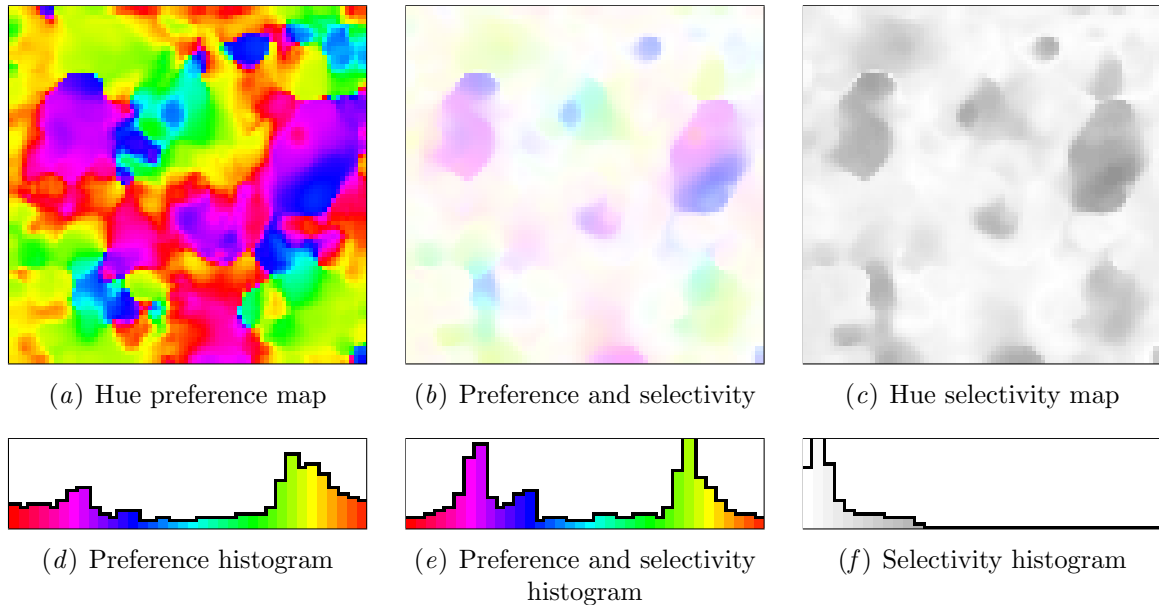 (a) Hue preference map
(b) Preference and selectivity
(c) Hue selectivity map
(d) Preference histogram
(e) Preference and selectivity
histogram
(f) Selectivity histogram